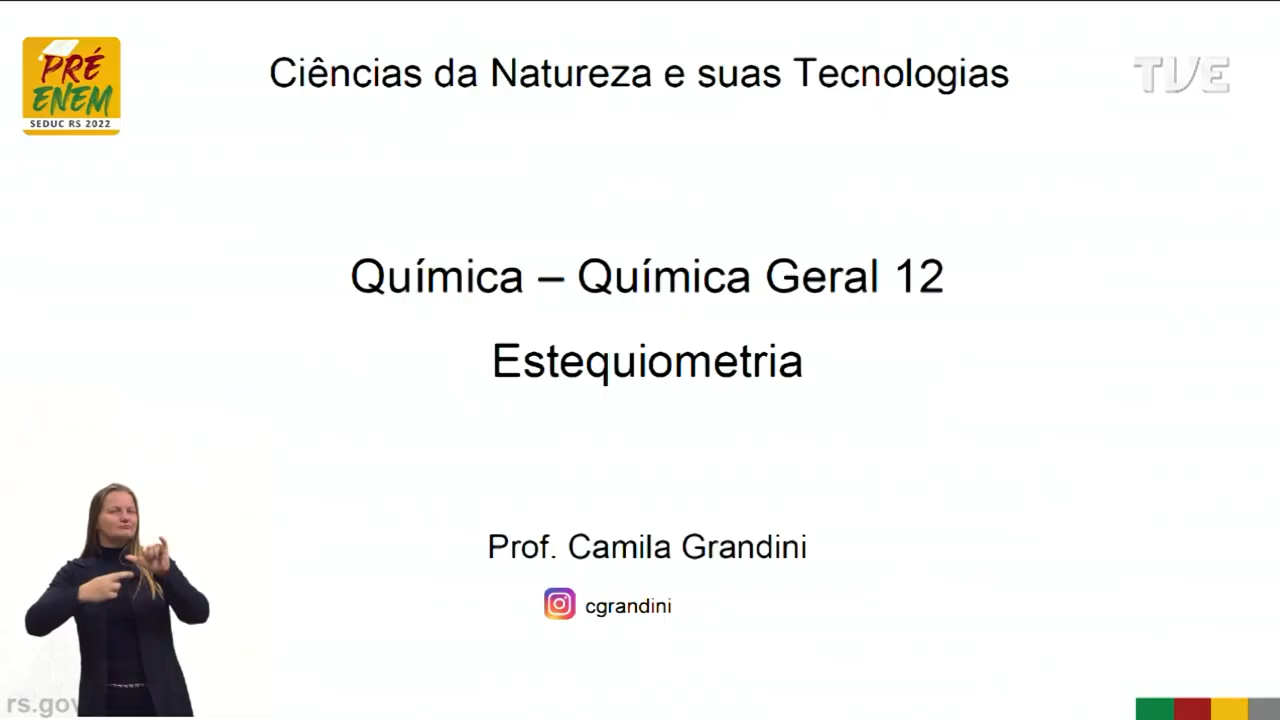 PRÉ
ENEM
SEDUC RS 2022
Ciências da Natureza e suas Tecnologias
TVE
Química – Química Geral 12
Estequiometria
Prof. Camila Grandini
cgrandini
rs.gov